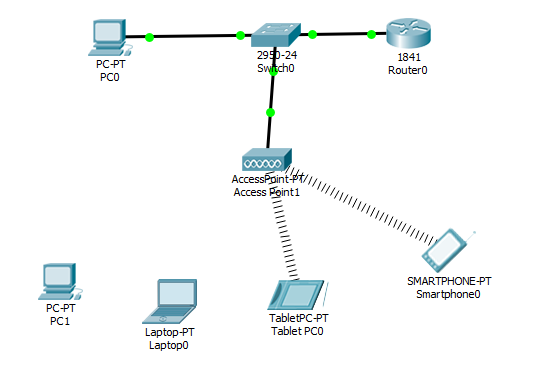 PC-PT
PC0
2950-24
Switch0
1841
Router0
AccessPoint-PT
Access Point1
SMARTPHONE-PT
Smartphone0
PC-PT
PC1
Laptop-PT
Laptop0
TabletPC-PT
Tablet PC0